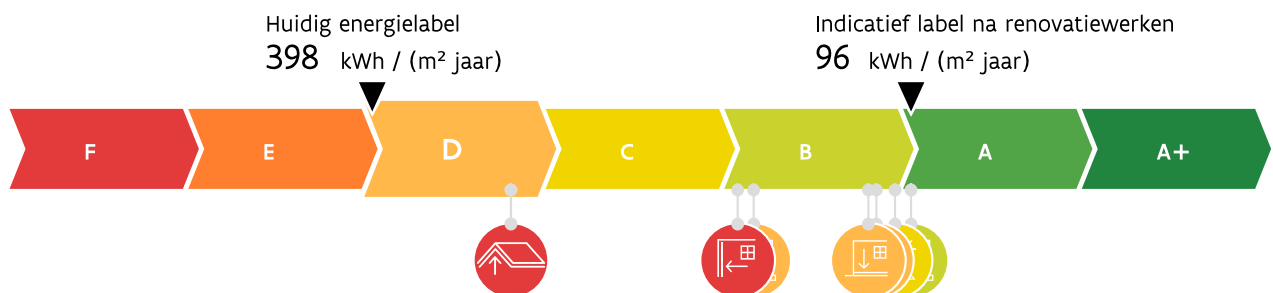 Huidig energielabel
398 kWh / (m² jaar)
Indicatief label na renovatiewerken
96 kWh / (m² jaar)
F E D C B A A+